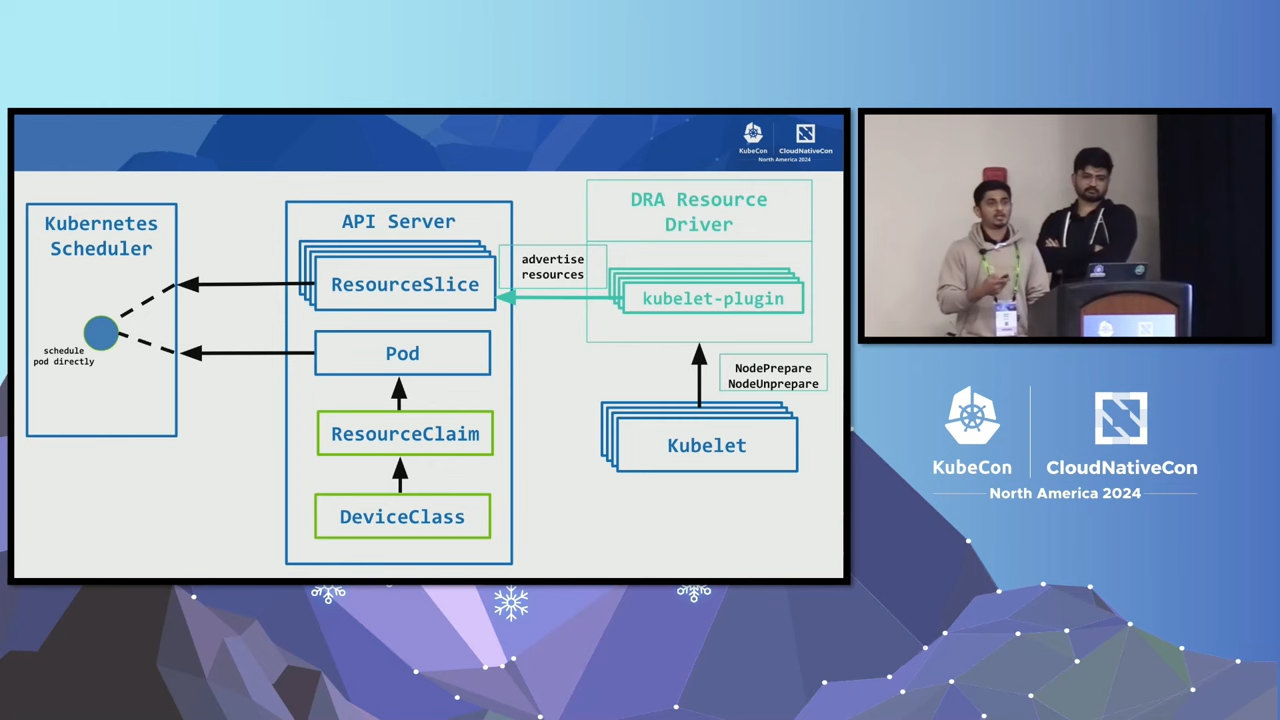 KubeCon
CloudNativeCon
North America 2024
Kubernetes
Scheduler
schedule
pod directly
API Server
ResourceSlice
Pod
ResourceClaim
DeviceClass
advertise
resources
DRA Resource
Driver
kubelet-plugin
NodePrepare
NodeUnprepare
Kubelet
KubeCon
CloudNativeCon
North America 2024